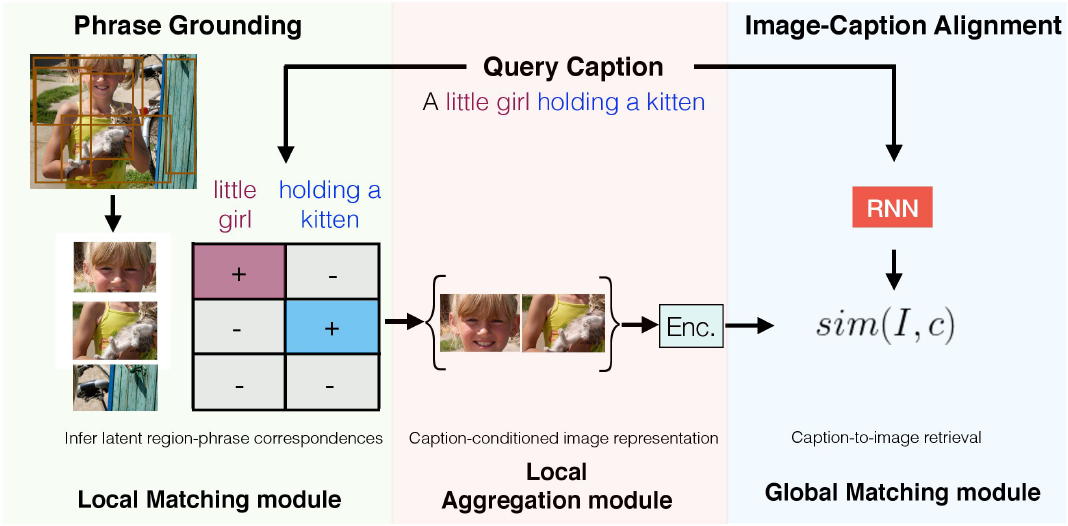 Phrase Grounding
Image-Caption Alignment
Query Caption
A little girl holding a kitten
little girl
holding a kitten
RNN
+ -
- +
- -
Enc.
sim(I, c)
Infer latent region-phrase correspondences
Caption-conditioned image representation
Caption-to-image retrieval
Local Matching module
Local
Aggregation module
Global Matching module